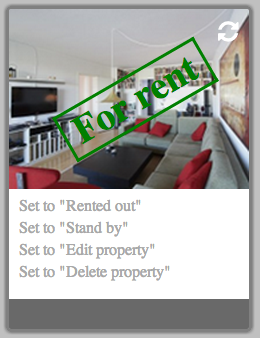 For rent
Set to "Rented out"
Set to "Stand by"
Set to "Edit property"
Set to "Delete property"